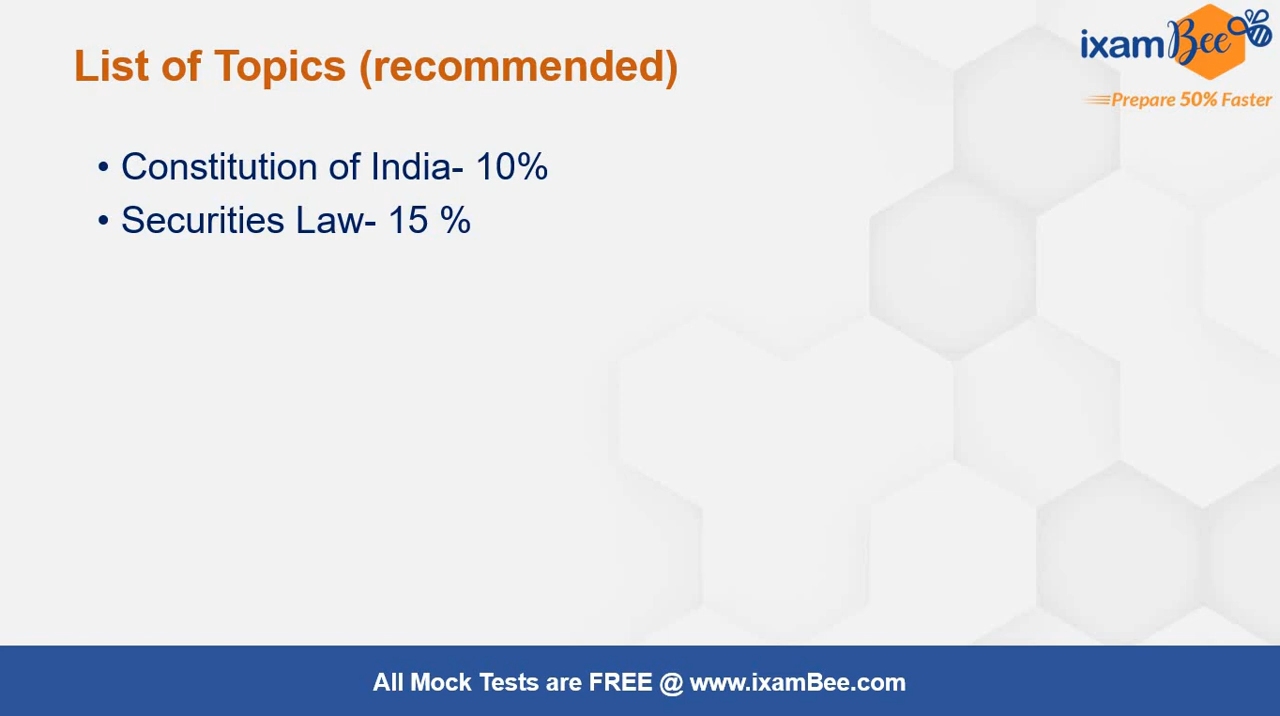 ixamBee
Prepare 50% Faster
List of Topics (recommended)
• Constitution of India- 10%
• Securities Law- 15 %
All Mock Tests are FREE @ www.ixamBee.com